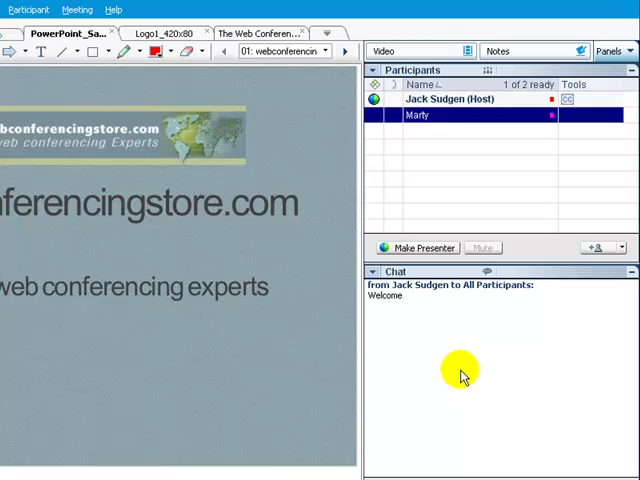 Participant Meeting Help
PowerPoint_Sa... Logo1_420x80 The Web Conferen...
T 01: webconferencin
Video Notes Panels
Participants
Name 1 of 2 ready Tools
Jack Sudgen (Host) CC
Marty
Make Presenter Mute
Chat
from Jack Sudgen to All Participants:
Welcome
bconferencingstore.com
web conferencing Experts
nferencingstore.com
web conferencing experts